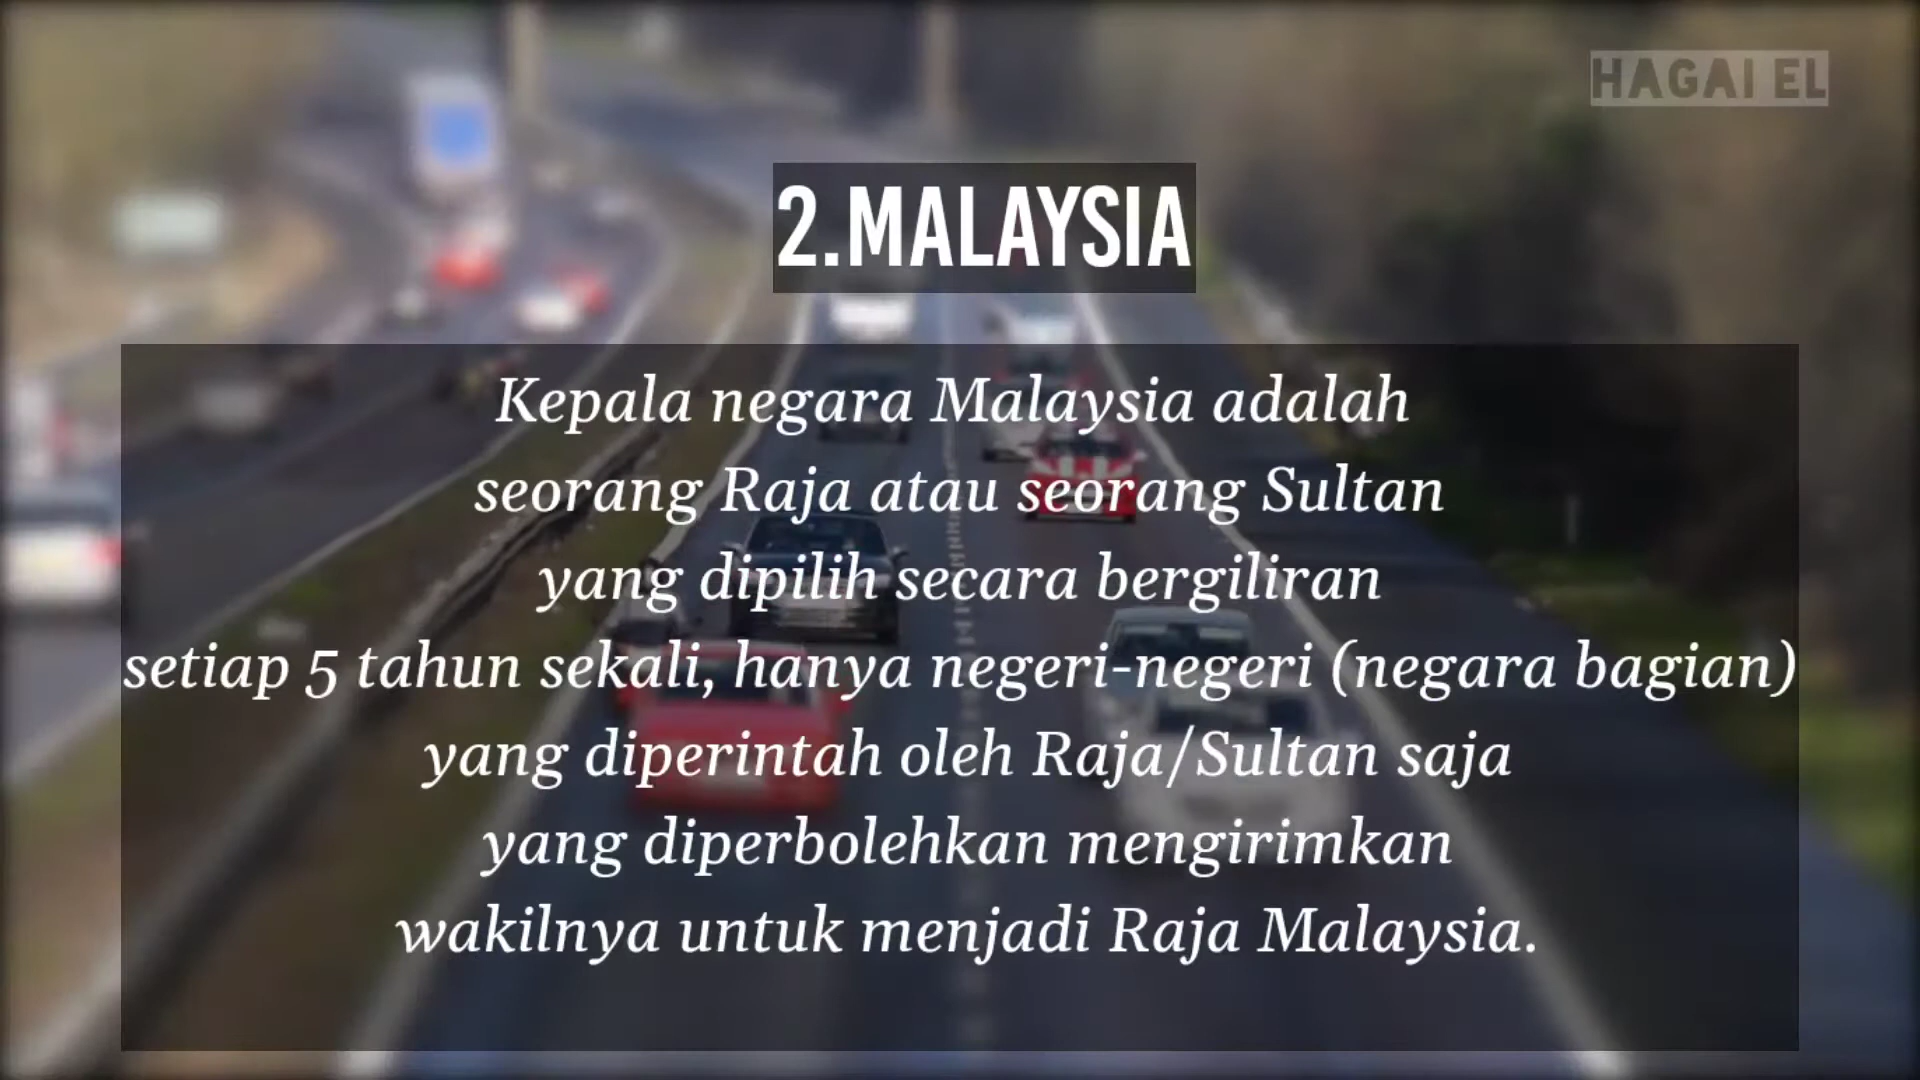 HAGAI EL
2.MALAYSIA
Kepala negara Malaysia adalah
seorang Raja atau seorang Sultan
yang dipilih secara bergiliran
setiap 5 tahun sekali, hanya negeri-negeri (negara bagian)
yang diperintah oleh Raja/Sultan saja
yang diperbolehkan mengirimkan
wakilnya untuk menjadi Raja Malaysia.